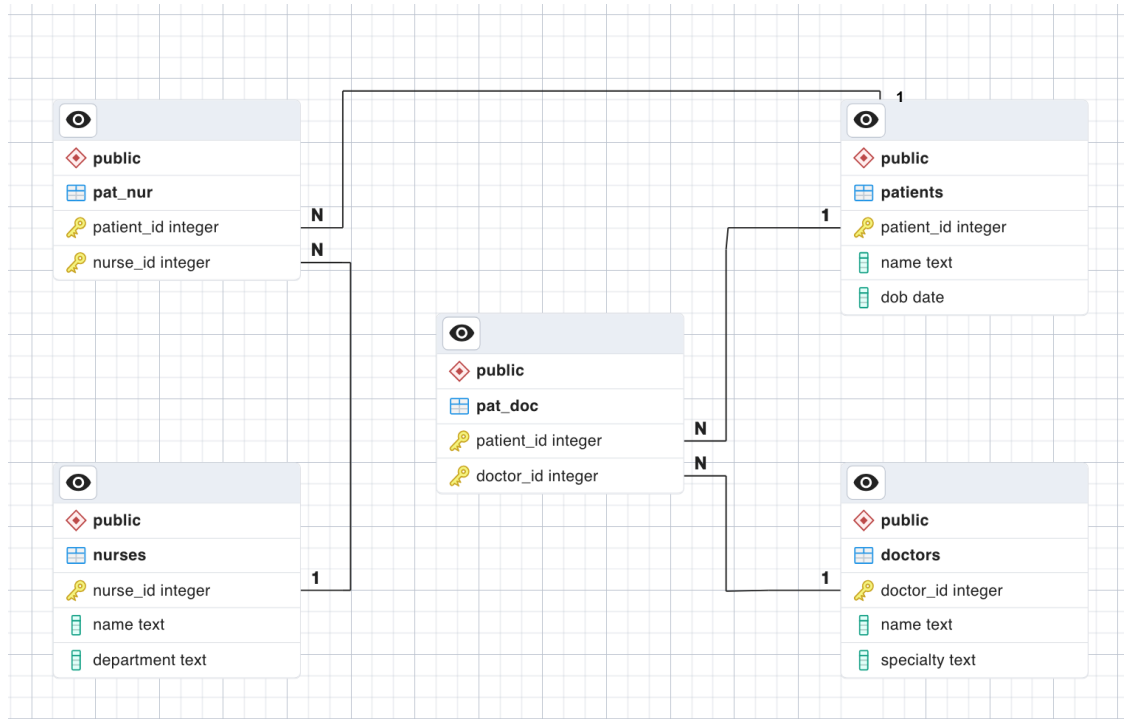 1
public
pat_nur
patient_id integer
N
nurse_id integer
N
public
patients
patient_id integer
1
name text
dob date
public
pat_doc
patient_id integer
N
doctor_id integer
N
public
nurses
nurse_id integer
1
name text
department text
public
doctors
doctor_id integer
1
name text
specialty text